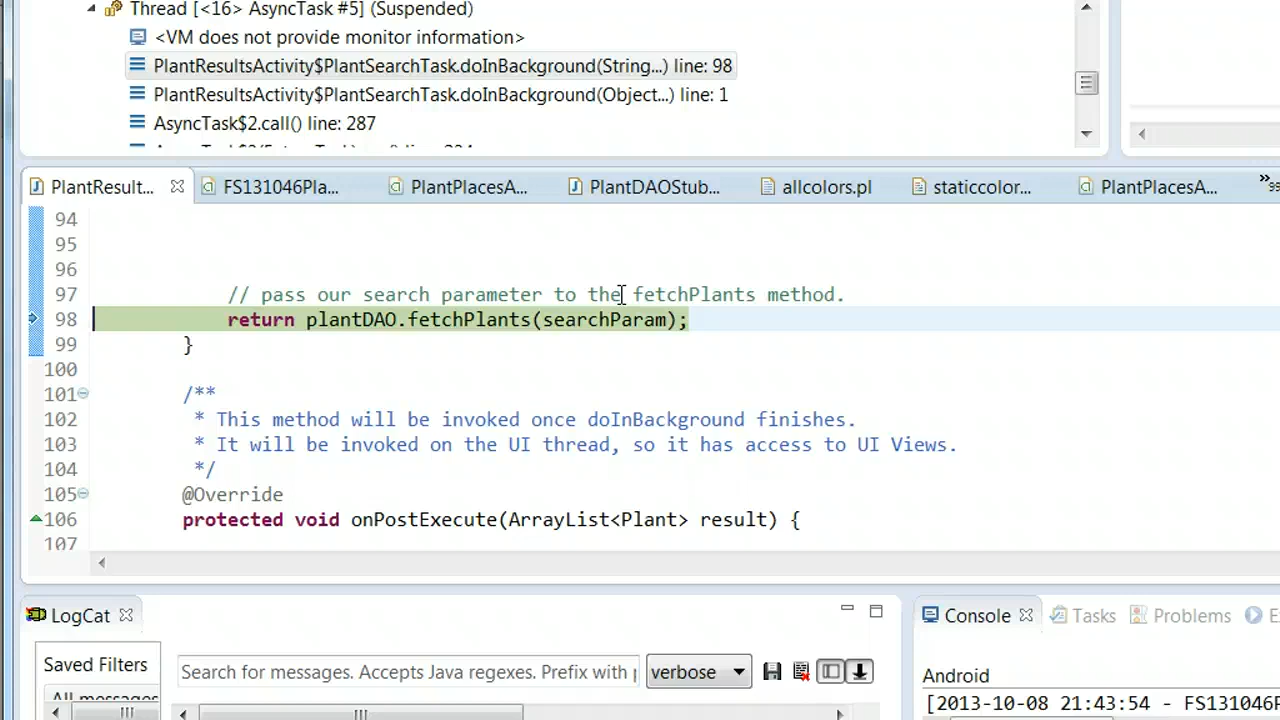 Thread [<16> AsyncTask #5] (Suspended)
<VM does not provide monitor information>
PlantResultsActivity$PlantSearchTask.doInBackground(String...) line: 98
PlantResultsActivity$PlantSearchTask.doInBackground(Object...) line: 1
AsyncTask$2.call() line: 287
PlantResult... FS131046Pla... PlantPlacesA... PlantDAOStub... allcolors.pl staticcolor... PlantPlacesA... »99
94
95
96
97 // pass our search parameter to the fetchPlants method.
98 return plantDAO.fetchPlants(searchParam);
99 }
100
101 /**
102 * This method will be invoked once doInBackground finishes.
103 * It will be invoked on the UI thread, so it has access to UI Views.
104 */
105 @Override
106 protected void onPostExecute(ArrayList<Plant> result) {
107
LogCat
Console Tasks Problems
Saved Filters
Search for messages. Accepts Java regexes. Prefix with verbose
All messages
Android
[2013-10-08 21:43:54 - FS131046P